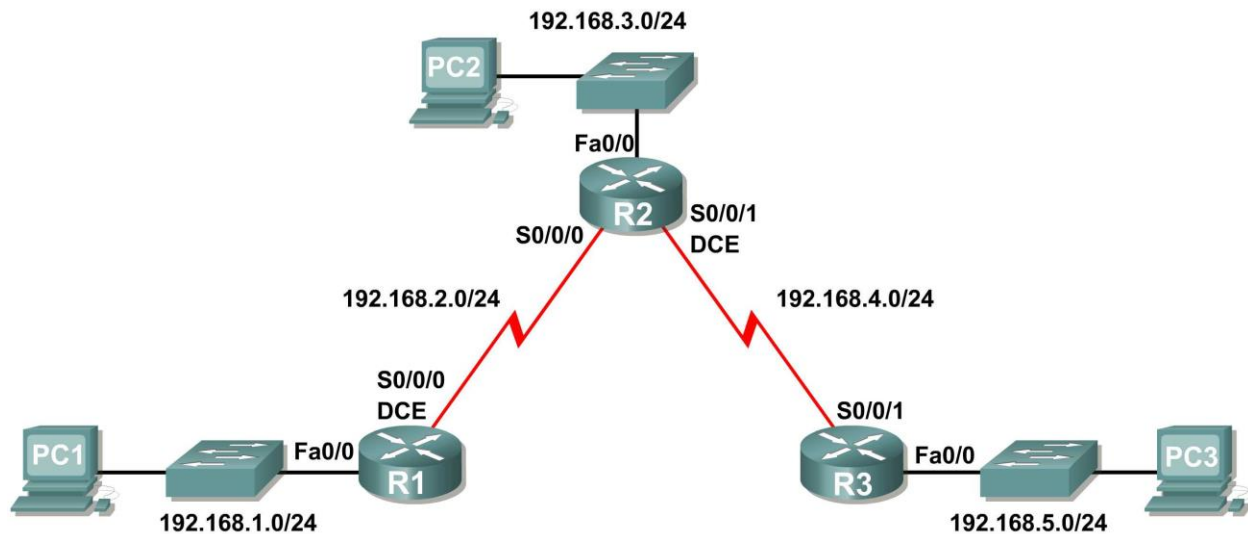 192.168.3.0/24
PC2
Fa0/0
R2
S0/0/1
DCE
S0/0/0
192.168.2.0/24
192.168.4.0/24
S0/0/0
DCE
S0/0/1
PC1
Fa0/0
R1
R3
Fa0/0
PC3
192.168.1.0/24
192.168.5.0/24